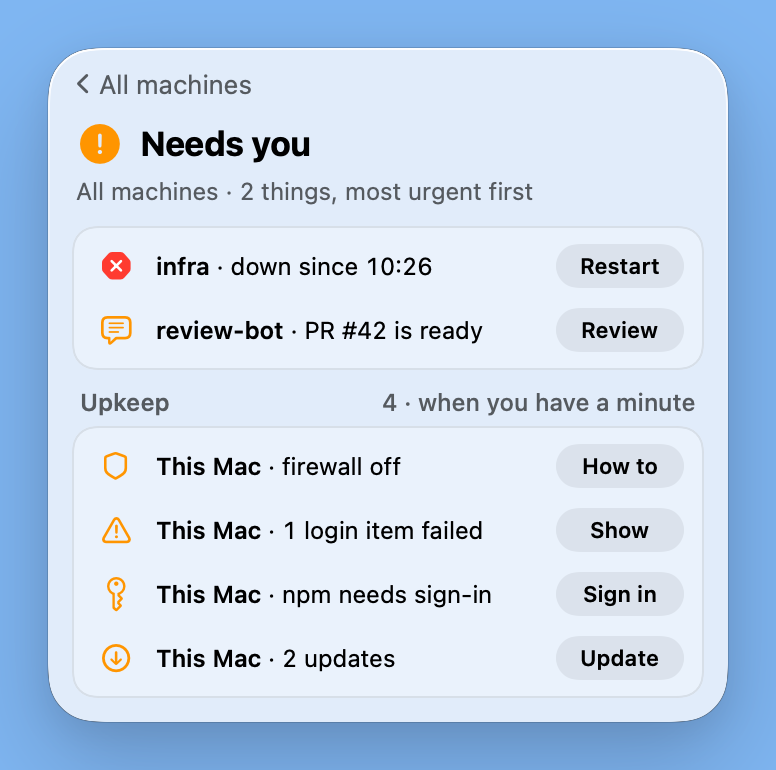 All machines
Needs you
All machines · 2 things, most urgent first
infra · down since 10:26 Restart
review-bot · PR #42 is ready Review
Upkeep 4 · when you have a minute
This Mac · firewall off How to
This Mac · 1 login item failed Show
This Mac · npm needs sign-in Sign in
This Mac · 2 updates Update